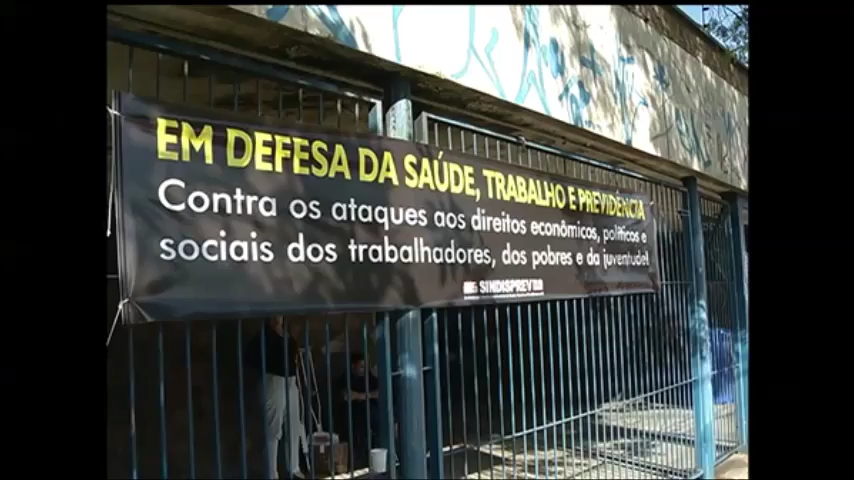 EM DEFESA DA SAÚDE, TRABALHO E PREVIDÊNCIA
Contra os ataques aos direitos econômicos, políticos e
sociais dos trabalhadores, dos pobres e da juventude!
SINDISPREV